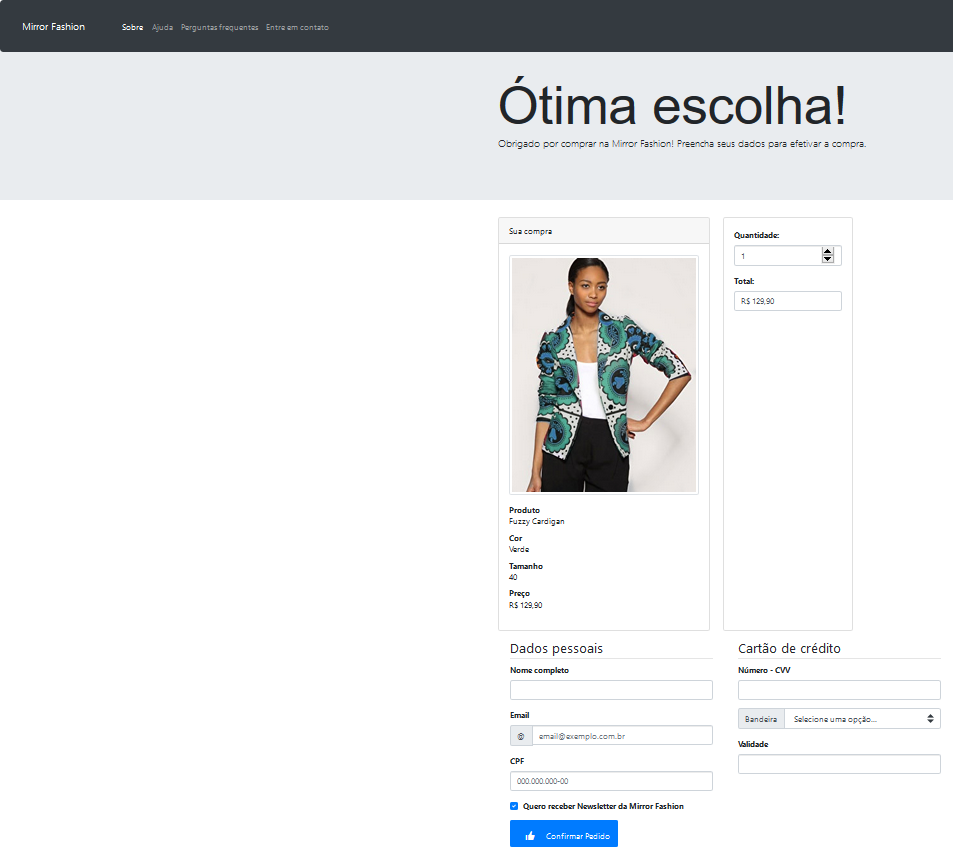 Mirror Fashion Sobre Ajuda Perguntas frequentes Entre em contato
Ótima escolha!
Obrigado por comprar na Mirror Fashion! Preencha seus dados para efetivar a compra.
Sua compra
Produto
Fuzzy Cardigan
Cor
Verde
Tamanho
40
Preço
R$ 129,90
Quantidade:
1
Total:
R$ 129,90
Dados pessoais
Nome completo
Email
@ email@exemplo.com.br
CPF
000.000.000-00
Quero receber Newsletter da Mirror Fashion
Confirmar Pedido
Cartão de crédito
Número - CVV
Bandeira Selecione uma opção...
Validade